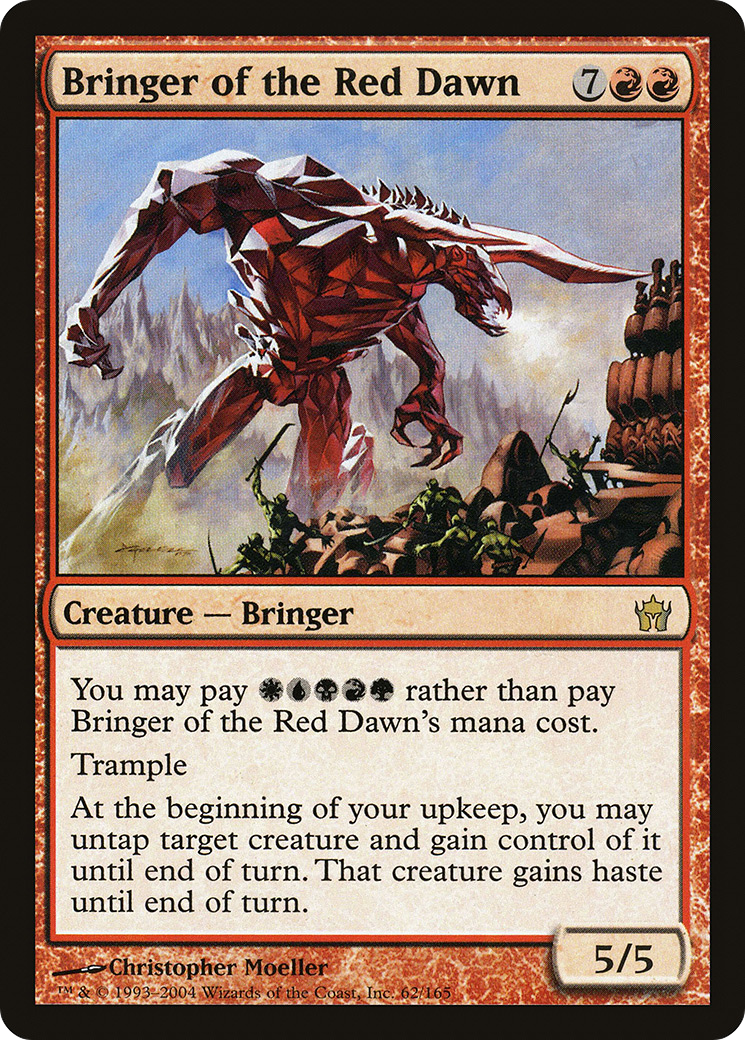 Bringer of the Red Dawn 7
Creature — Bringer
You may pay rather than pay
Bringer of the Red Dawn's mana cost.
Trample
At the beginning of your upkeep, you may
untap target creature and gain control of it
until end of turn. That creature gains haste
until end of turn.
5/5
Christopher Moeller
™ & © 1993–2004 Wizards of the Coast, Inc. 62/165